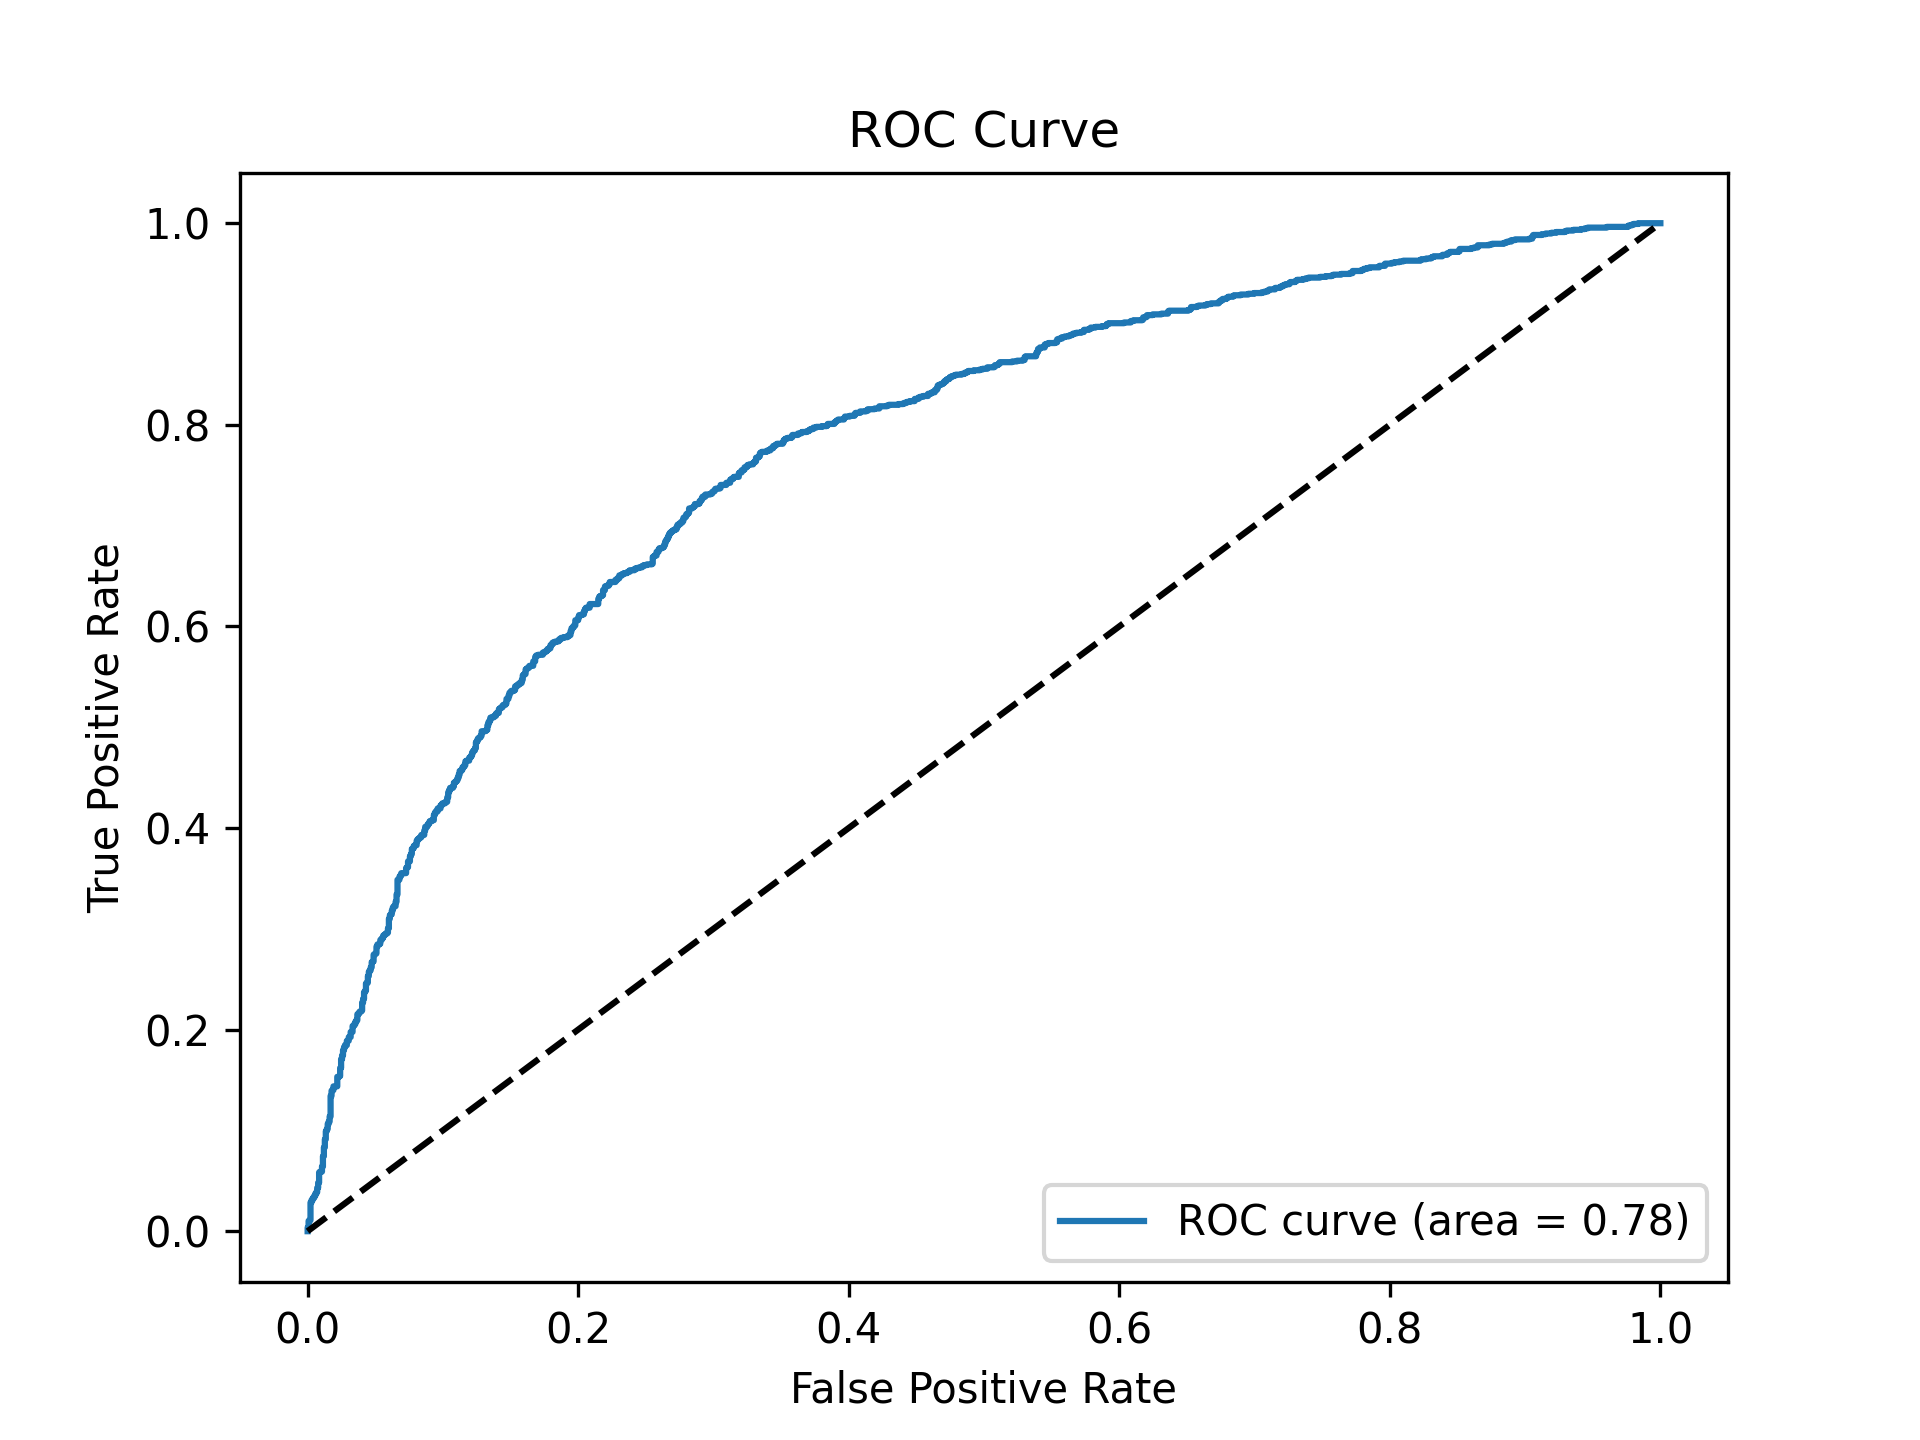 ROC Curve
1.0
0.8
0.6
0.4
0.2
0.0
True Positive Rate
ROC curve (area = 0.78)
0.0 0.2 0.4 0.6 0.8 1.0
False Positive Rate